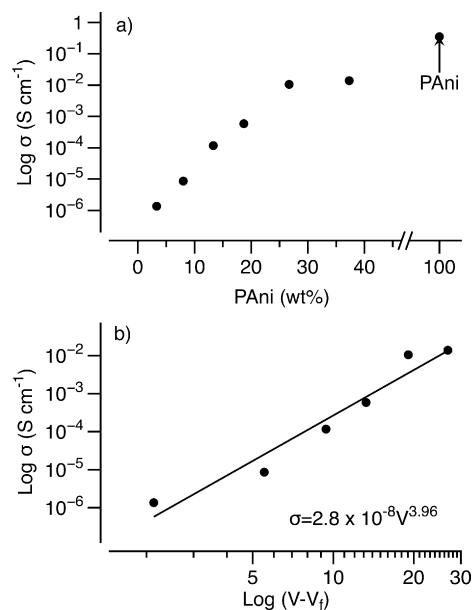 a)
1
10⁻¹
10⁻²
10⁻³
10⁻⁴
10⁻⁵
10⁻⁶
Log σ (S cm⁻¹)
PAni
0 10 20 30 40 100
PAni (wt%)
b)
10⁻²
10⁻³
10⁻⁴
10⁻⁵
10⁻⁶
Log σ (S cm⁻¹)
σ=2.8 x 10⁻⁸V³·⁹⁶
5 10 20 30
Log (V-Vf)